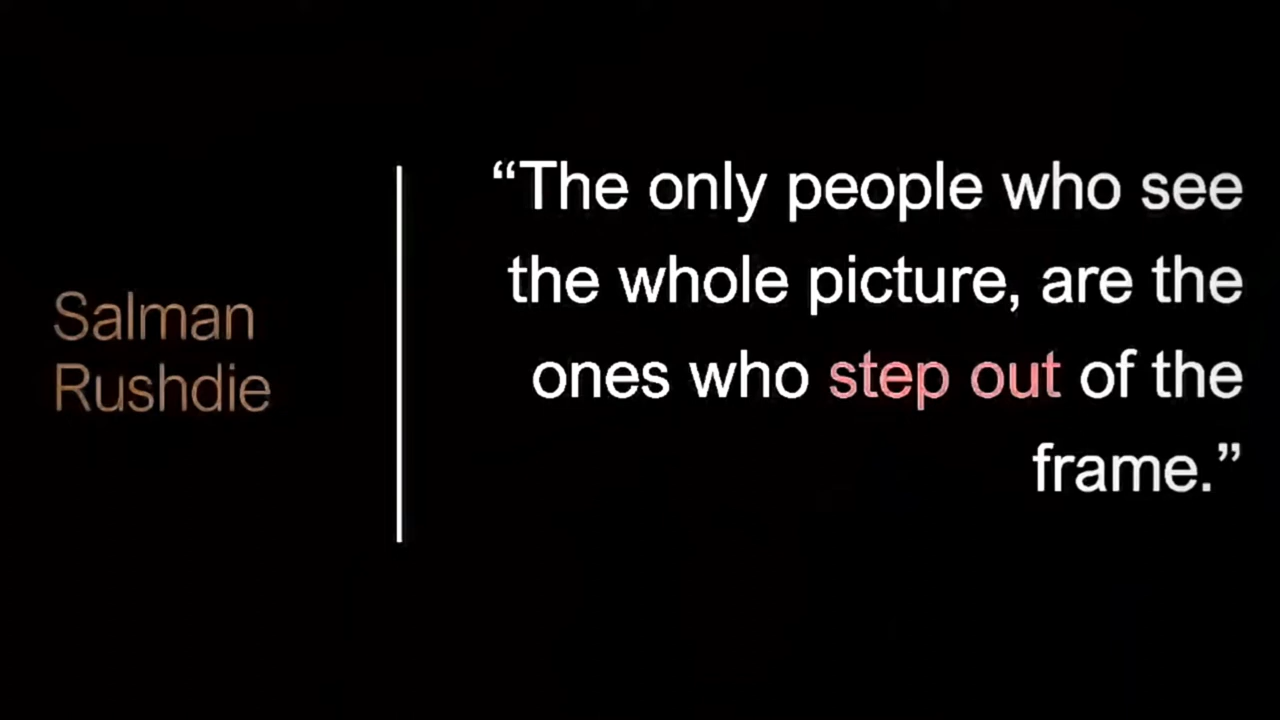 Salman
Rushdie
“The only people who see
the whole picture, are the
ones who step out of the
frame.”